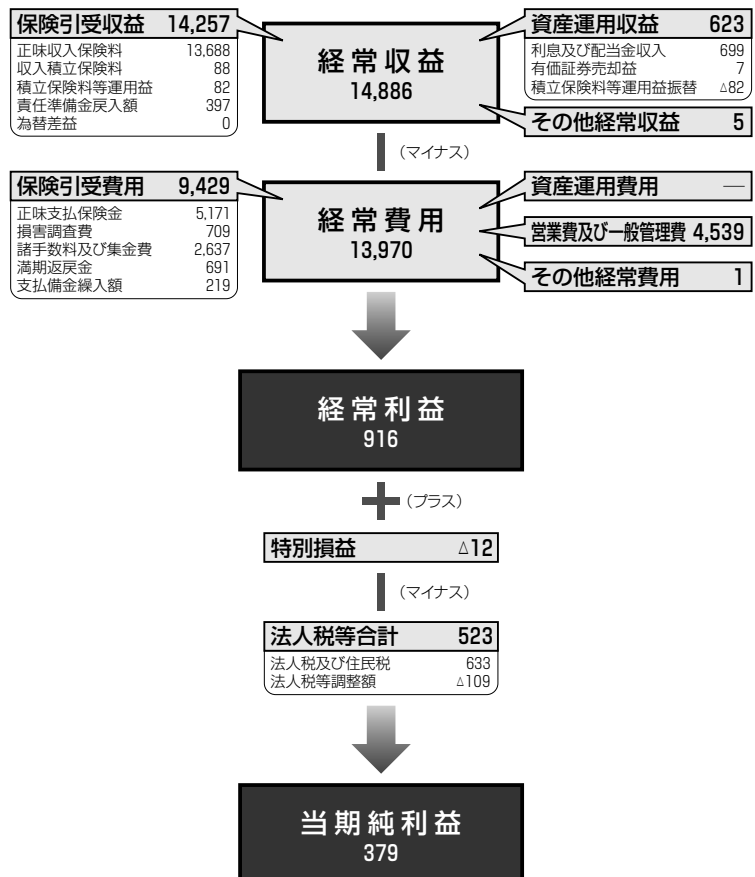 保険引受収益 14,257
正味収入保険料 13,688
収入積立保険料 88
積立保険料等運用益 82
責任準備金戻入額 397
為替差益 0
経常収益
14,886
資産運用収益 623
利息及び配当金収入 699
有価証券売却益 7
積立保険料等運用益振替 △82
その他経常収益 5
（マイナス）
保険引受費用 9,429
正味支払保険金 5,171
損害調査費 709
諸手数料及び集金費 2,637
満期返戻金 691
支払備金繰入額 219
経常費用
13,970
資産運用費用 ―
営業費及び一般管理費 4,539
その他経常費用 1
経常利益
916
（プラス）
特別損益 △12
（マイナス）
法人税等合計 523
法人税及び住民税 633
法人税等調整額 △109
当期純利益
379